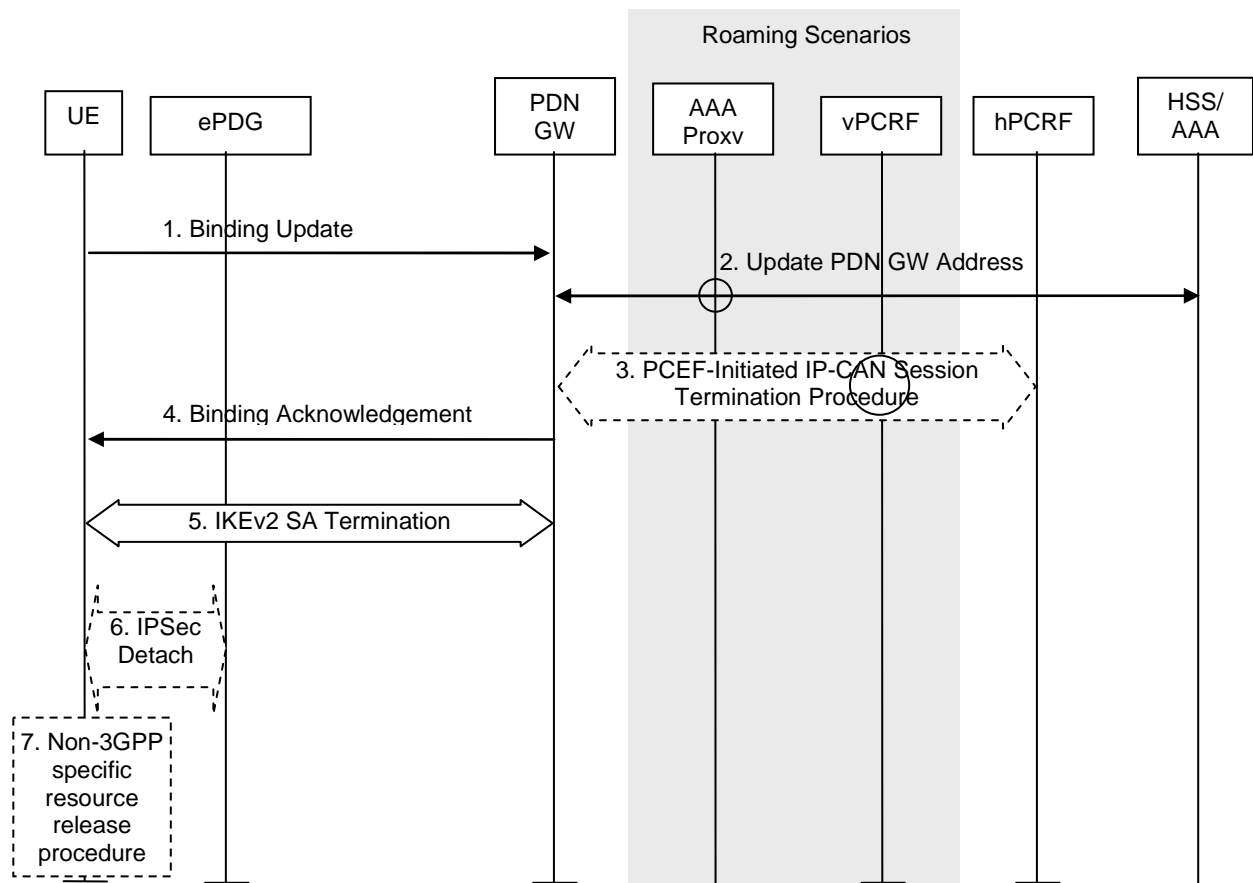 Roaming Scenarios
UE
ePDG
PDN
GW
AAA
Proxy
vPCRF
hPCRF
HSS/
AAA
1. Binding Update
2. Update PDN GW Address
3. PCEF-Initiated IP-CAN Session
Termination Procedure
4. Binding Acknowledgement
5. IKEv2 SA Termination
6. IPSec
Detach
7. Non-3GPP
specific
resource
release
procedure